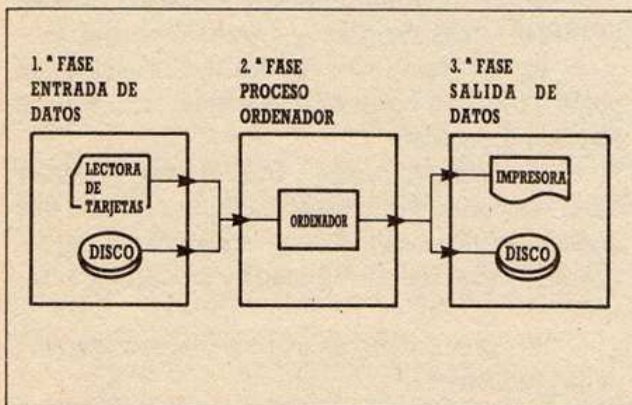 1.ª FASE
ENTRADA DE
DATOS
LECTORA
DE
TARJETAS
DISCO
2.ª FASE
PROCESO
ORDENADOR
ORDENADOR
3.ª FASE
SALIDA DE
DATOS
IMPRESORA
DISCO